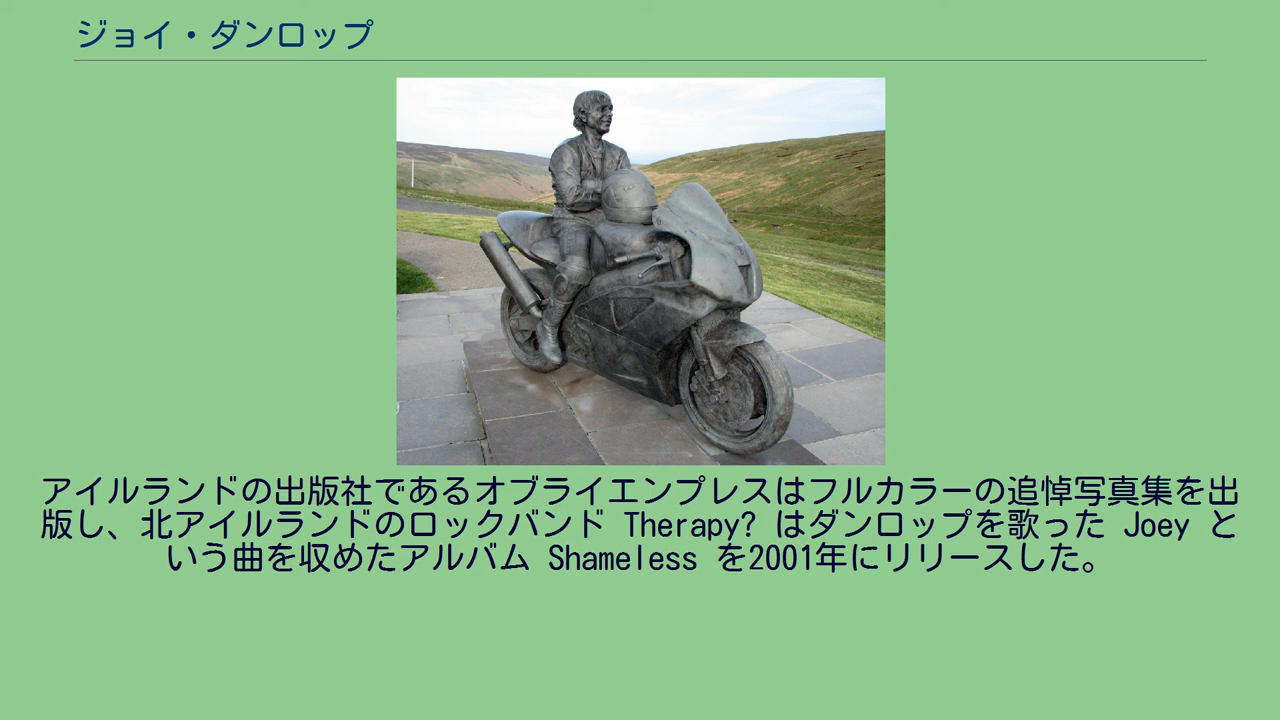 ジョイ・ダンロップ
アイルランドの出版社であるオブライエンプレスはフルカラーの追悼写真集を出
版し、北アイルランドのロックバンド Therapy? はダンロップを歌った Joey と
いう曲を収めたアルバム Shameless を2001年にリリースした。